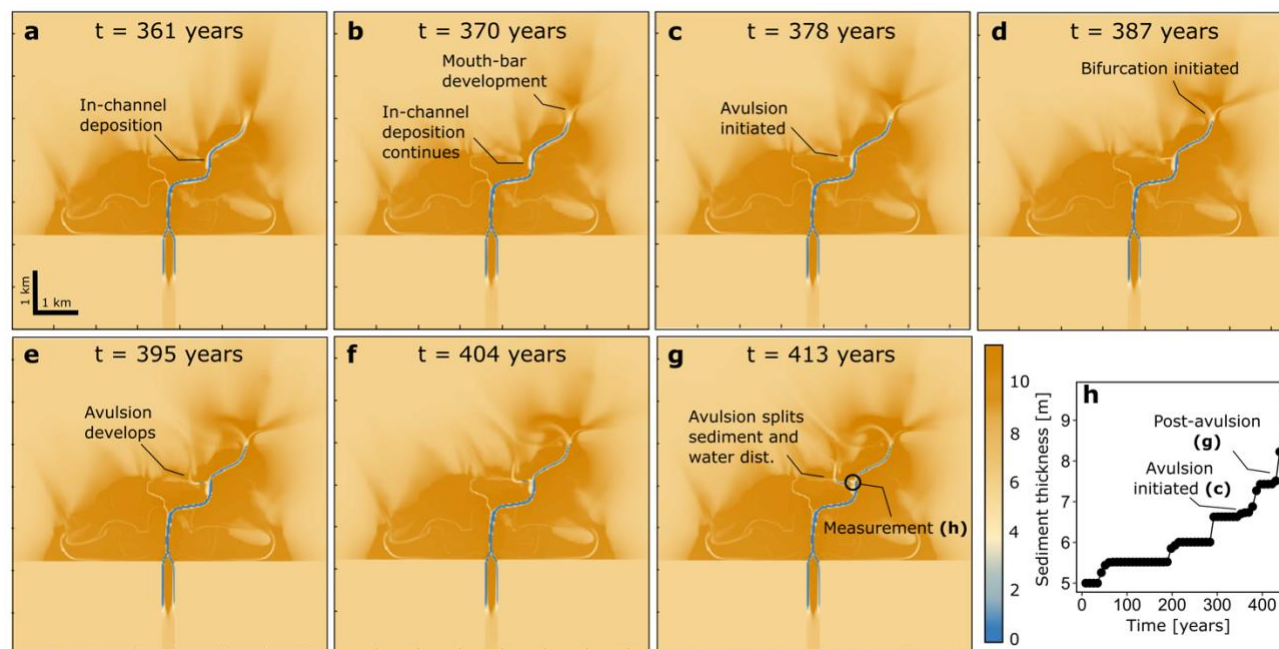 a
t = 361 years
In-channel
deposition
1 km
1 km
b
t = 370 years
Mouth-bar
development
In-channel
deposition
continues
c
t = 378 years
Avulsion
initiated
d
t = 387 years
Bifurcation initiated
e
t = 395 years
Avulsion
develops
f
t = 404 years
g
t = 413 years
Avulsion splits
sediment and
water dist.
Measurement (h)
10
8
6
4
2
0
h
Sediment thickness [m]
9
8
7
6
5
Post-avulsion
(g)
Avulsion
initiated (c)
0 100 200 300 400
Time [years]